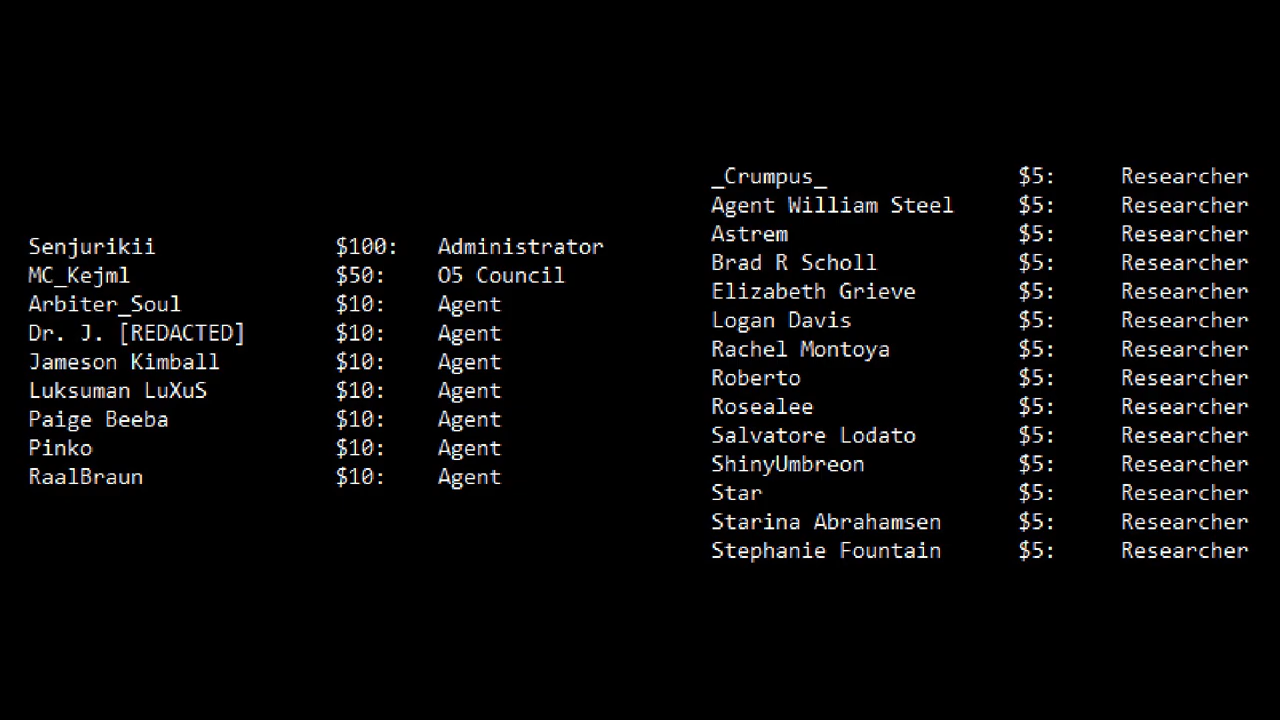 Senjurikii $100: Administrator
MC_Kejml $50: O5 Council
Arbiter_Soul $10: Agent
Dr. J. [REDACTED] $10: Agent
Jameson Kimball $10: Agent
Luksuman LuXuS $10: Agent
Paige Beeba $10: Agent
Pinko $10: Agent
RaalBraun $10: Agent
_Crumpus_ $5: Researcher
Agent William Steel $5: Researcher
Astrem $5: Researcher
Brad R Scholl $5: Researcher
Elizabeth Grieve $5: Researcher
Logan Davis $5: Researcher
Rachel Montoya $5: Researcher
Roberto $5: Researcher
Rosealee $5: Researcher
Salvatore Lodato $5: Researcher
ShinyUmbreon $5: Researcher
Star $5: Researcher
Starina Abrahamsen $5: Researcher
Stephanie Fountain $5: Researcher